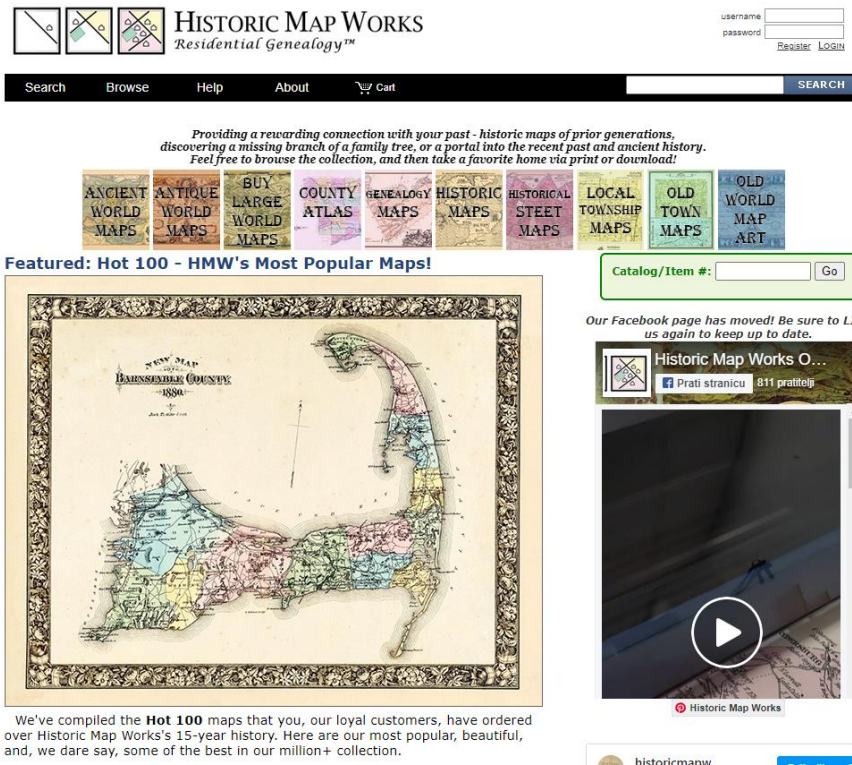 HISTORIC MAP WORKS
Residential Genealogy™
username
password
Register LOGIN
Search Browse Help About Cart
SEARCH
Providing a rewarding connection with your past - historic maps of prior generations,
discovering a missing branch of a family tree, or a portal into the recent past and ancient history.
Feel free to browse the collection, and then take a favorite home via print or download!
ANCIENT
WORLD
MAPS
ANTIQUE
WORLD
MAPS
BUY
LARGE
WORLD
MAPS
COUNTY
ATLAS
GENEALOGY
MAPS
HISTORIC
MAPS
HISTORICAL
STEET
MAPS
LOCAL
TOWNSHIP
MAPS
OLD
TOWN
MAPS
OLD
WORLD
MAP
ART
Featured: Hot 100 - HMW's Most Popular Maps!
NEW MAP
BARNSTABLE COUNTY
1880
Catalog/Item #:
Go
Our Facebook page has moved! Be sure to
us again to keep up to date.
Historic Map Works O...
Prati stranicu
811 pratitelji
Historic Map Works
We've compiled the Hot 100 maps that you, our loyal customers, have ordered
over Historic Map Works's 15-year history. Here are our most popular, beautiful,
and, we dare say, some of the best in our million+ collection.
historicmapw